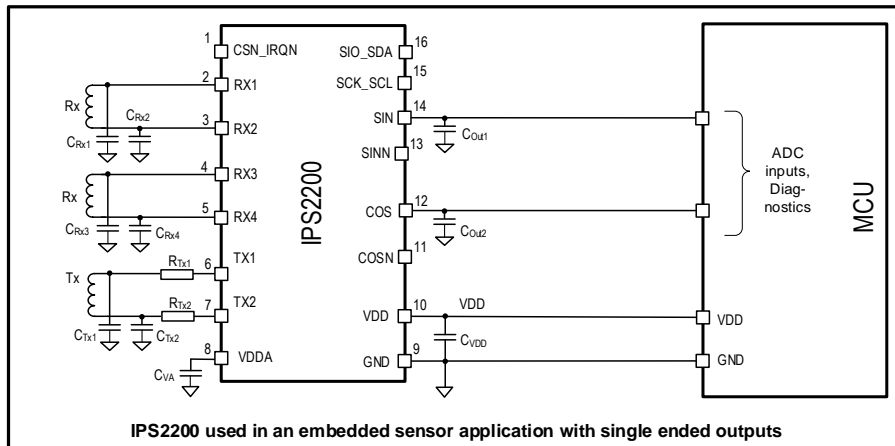 1
CSN_IRQN
SIO_SDA
16
2
RX1
SCK_SCL
15
Rx
CRx1
CRx2
3
RX2
SIN
14
COut1
SINN
13
4
RX3
Rx
CRx3
CRx4
5
RX4
COS
12
COut2
COSN
11
IPS2200
Tx
RTx1
6
TX1
RTx2
7
TX2
CTx1
CTx2
VDD
10
VDD
CVDD
8
VDDA
CVA
GND
9
ADC
inputs,
Diag-
nostics
MCU
VDD
GND
IPS2200 used in an embedded sensor application with single ended outputs